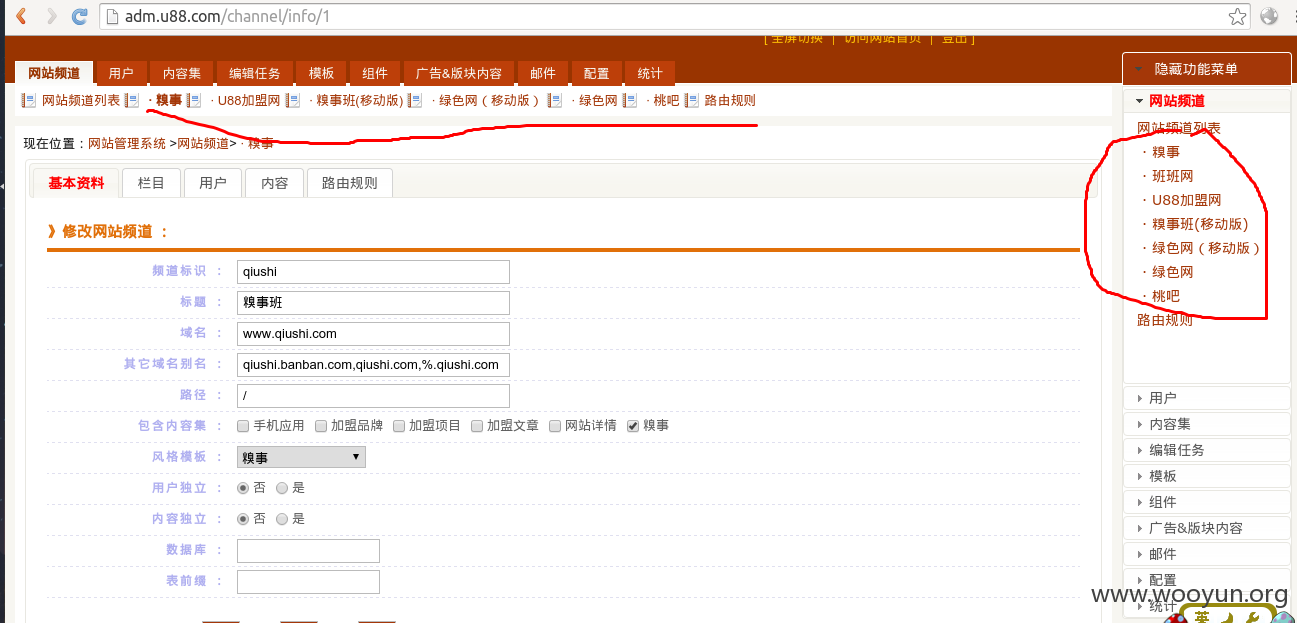 adm.u88.com/channel/info/1
[ 全屏切换 | 访问网站首页 | 登出 ]
网站频道 用户 内容集 编辑任务 模板 组件 广告&版块内容 邮件 配置 统计
网站频道列表 · 糗事 · U88加盟网 · 糗事班(移动版) · 绿色网（移动版） · 绿色网 · 桃吧 路由规则
现在位置：网站管理系统 >网站频道> · 糗事
基本资料 栏目 用户 内容 路由规则
》修改网站频道 ：
频道标识 ： qiushi
标题 ： 糗事班
域名 ： www.qiushi.com
其它域名别名 ： qiushi.banban.com,qiushi.com,%.qiushi.com
路径 ： /
包含内容集 ： 手机应用 加盟品牌 加盟项目 加盟文章 网站详情 糗事
风格模板 ： 糗事
用户独立 ： 否 是
内容独立 ： 否 是
数据库 ：
表前缀 ：
隐藏功能菜单
网站频道
网站频道列表
· 糗事
· 班班网
· U88加盟网
· 糗事班(移动版)
· 绿色网（移动版）
· 绿色网
· 桃吧
路由规则
用户
内容集
编辑任务
模板
组件
广告&版块内容
邮件
配置
统计
www.wooyun.org
英